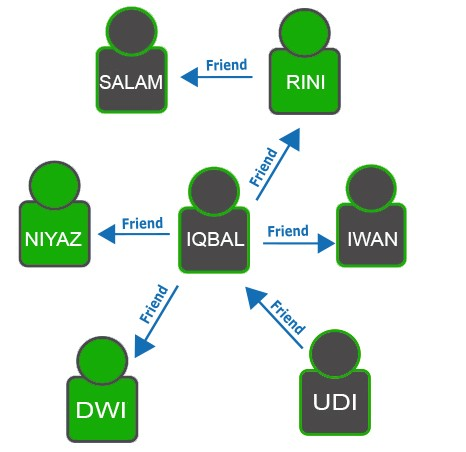 SALAM
Friend
RINI
Friend
NIYAZ
Friend
IQBAL
Friend
IWAN
Friend
Friend
DWI
UDI